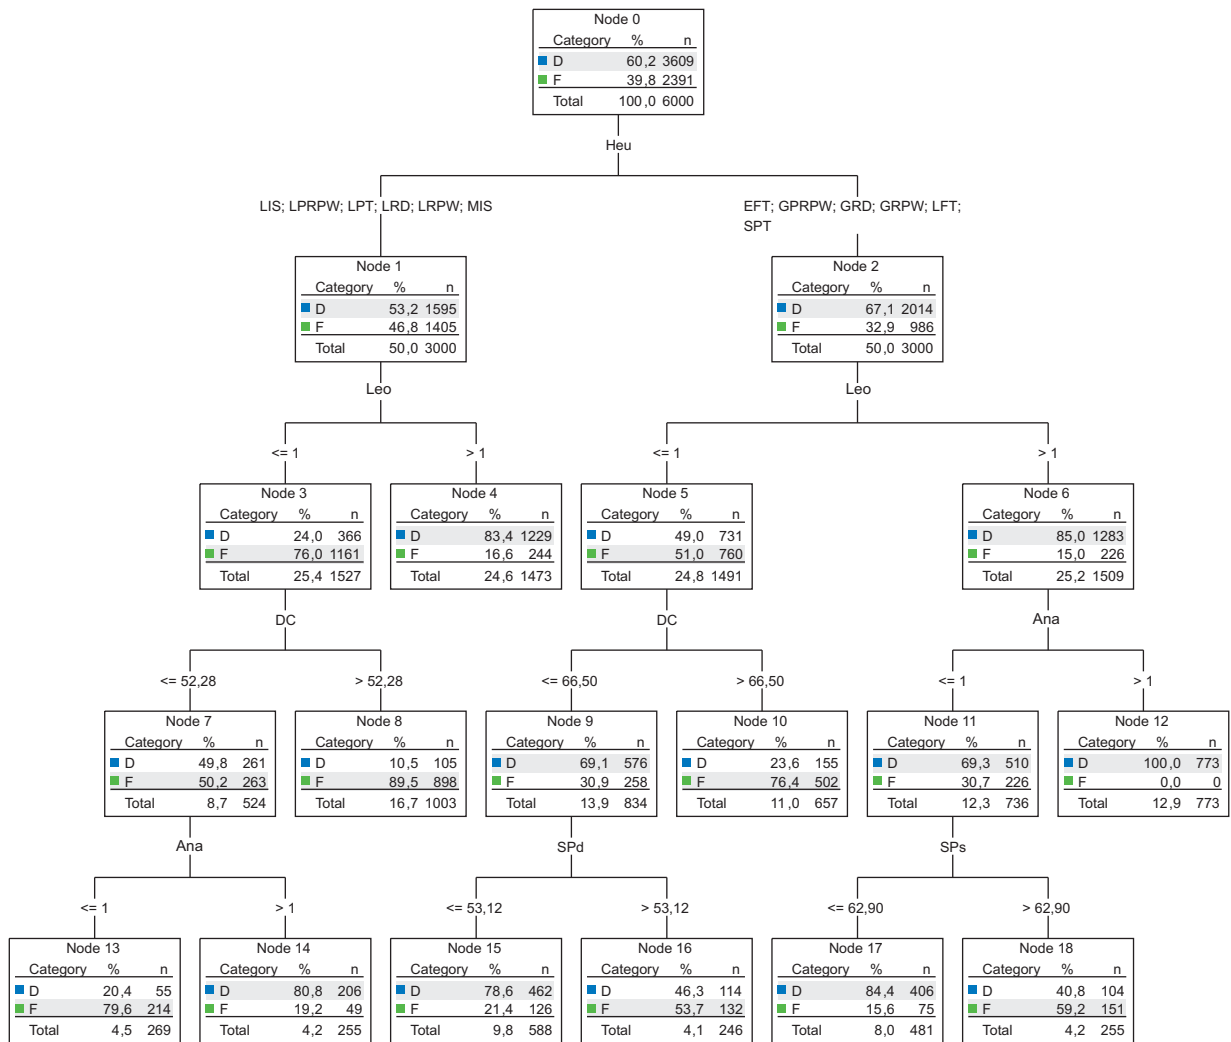 Node 0
Category % n
D 60,2 3609
F 39,8 2391
Total 100,0 6000
Heu
LIS; LPRPW; LPT; LRD; LRPW; MIS
EFT; GPRPW; GRD; GRPW; LFT;
SPT
Node 1
Category % n
D 53,2 1595
F 46,8 1405
Total 50,0 3000
Node 2
Category % n
D 67,1 2014
F 32,9 986
Total 50,0 3000
Leo
Leo
<= 1
> 1
<= 1
> 1
Node 3
Category % n
D 24,0 366
F 76,0 1161
Total 25,4 1527
Node 4
Category % n
D 83,4 1229
F 16,6 244
Total 24,6 1473
Node 5
Category % n
D 49,0 731
F 51,0 760
Total 24,8 1491
Node 6
Category % n
D 85,0 1283
F 15,0 226
Total 25,2 1509
DC
DC
Ana
<= 52,28
> 52,28
<= 66,50
> 66,50
<= 1
> 1
Node 7
Category % n
D 49,8 261
F 50,2 263
Total 8,7 524
Node 8
Category % n
D 10,5 105
F 89,5 898
Total 16,7 1003
Node 9
Category % n
D 69,1 576
F 30,9 258
Total 13,9 834
Node 10
Category % n
D 23,6 155
F 76,4 502
Total 11,0 657
Node 11
Category % n
D 69,3 510
F 30,7 226
Total 12,3 736
Node 12
Category % n
D 100,0 773
F 0,0 0
Total 12,9 773
Ana
SPd
SPs
<= 1
> 1
<= 53,12
> 53,12
<= 62,90
> 62,90
Node 13
Category % n
D 20,4 55
F 79,6 214
Total 4,5 269
Node 14
Category % n
D 80,8 206
F 19,2 49
Total 4,2 255
Node 15
Category % n
D 78,6 462
F 21,4 126
Total 9,8 588
Node 16
Category % n
D 46,3 114
F 53,7 132
Total 4,1 246
Node 17
Category % n
D 84,4 406
F 15,6 75
Total 8,0 481
Node 18
Category % n
D 40,8 104
F 59,2 151
Total 4,2 255